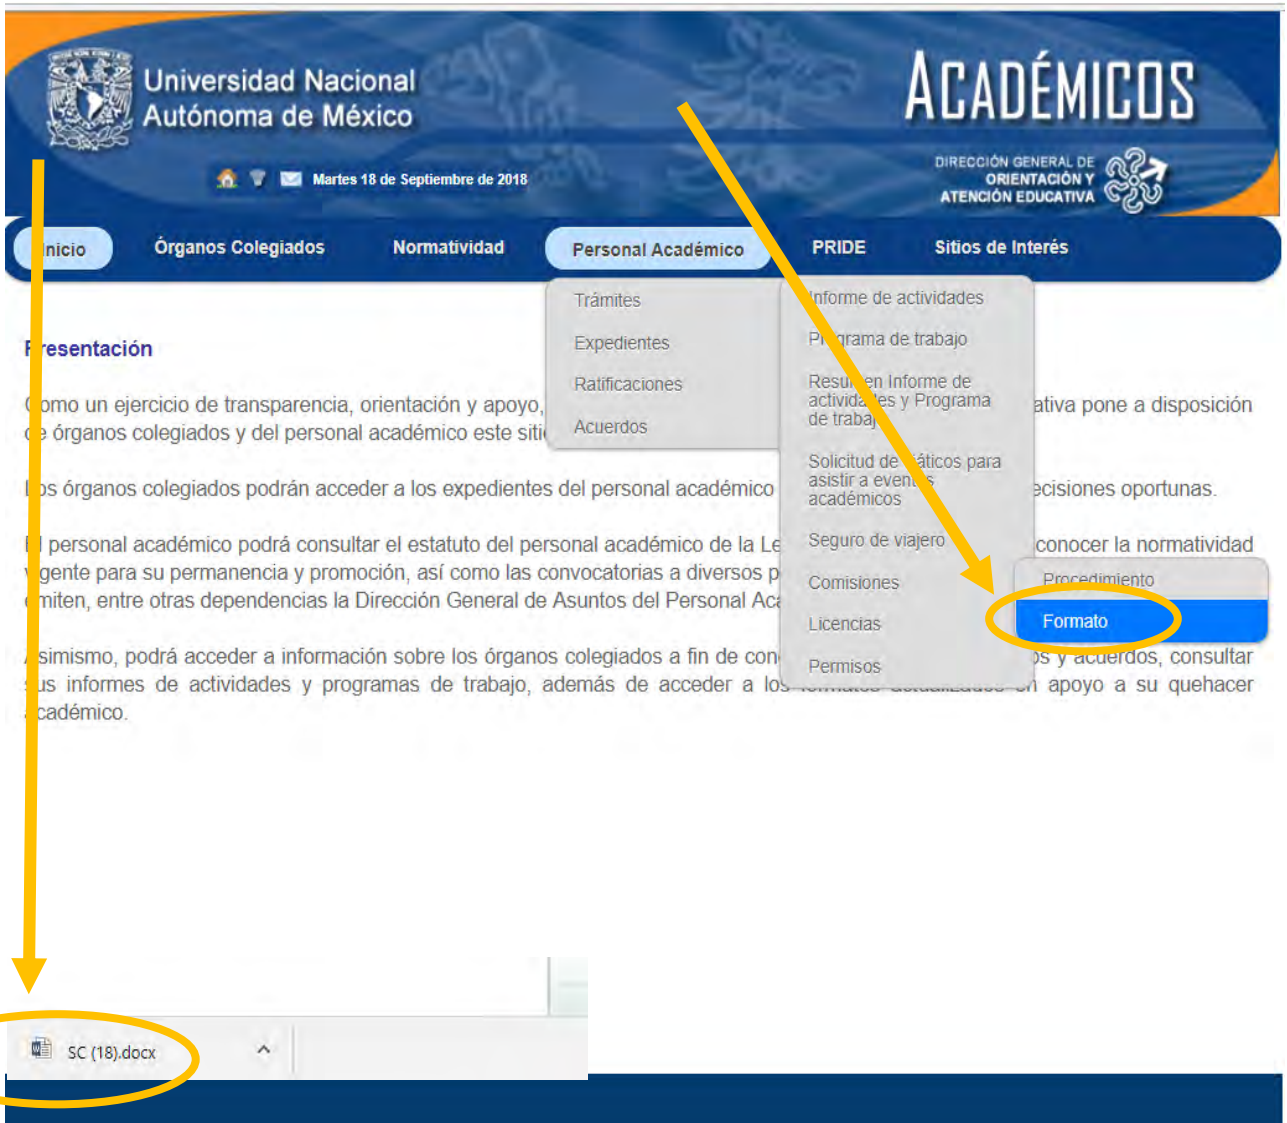 Universidad Nacional
Autónoma de México
ACADÉMICOS
DIRECCIÓN GENERAL DE
ORIENTACIÓN Y
ATENCIÓN EDUCATIVA
Martes 18 de Septiembre de 2018
Inicio Órganos Colegiados Normatividad Personal Académico PRIDE Sitios de Interés
Trámites
Expedientes
Ratificaciones
Acuerdos
Informe de actividades
Programa de trabajo
Resumen Informe de
actividades y Programa
de trabajo
Solicitud de viáticos para
asistir a eventos
académicos
Seguro de viajero
Comisiones
Licencias
Permisos
Procedimiento
Formato
Presentación
Como un ejercicio de transparencia, orientación y apoyo, ativa pone a disposición
de órganos colegiados y del personal académico este siti
Los órganos colegiados podrán acceder a los expedientes del personal académico ecisiones oportunas.
El personal académico podrá consultar el estatuto del personal académico de la Le conocer la normatividad
vigente para su permanencia y promoción, así como las convocatorias a diversos p
emiten, entre otras dependencias la Dirección General de Asuntos del Personal Aca
Asimismo, podrá acceder a información sobre los órganos colegiados a fin de con os y acuerdos, consultar
sus informes de actividades y programas de trabajo, además de acceder a los formatos actualizados en apoyo a su quehacer
académico.
SC (18).docx